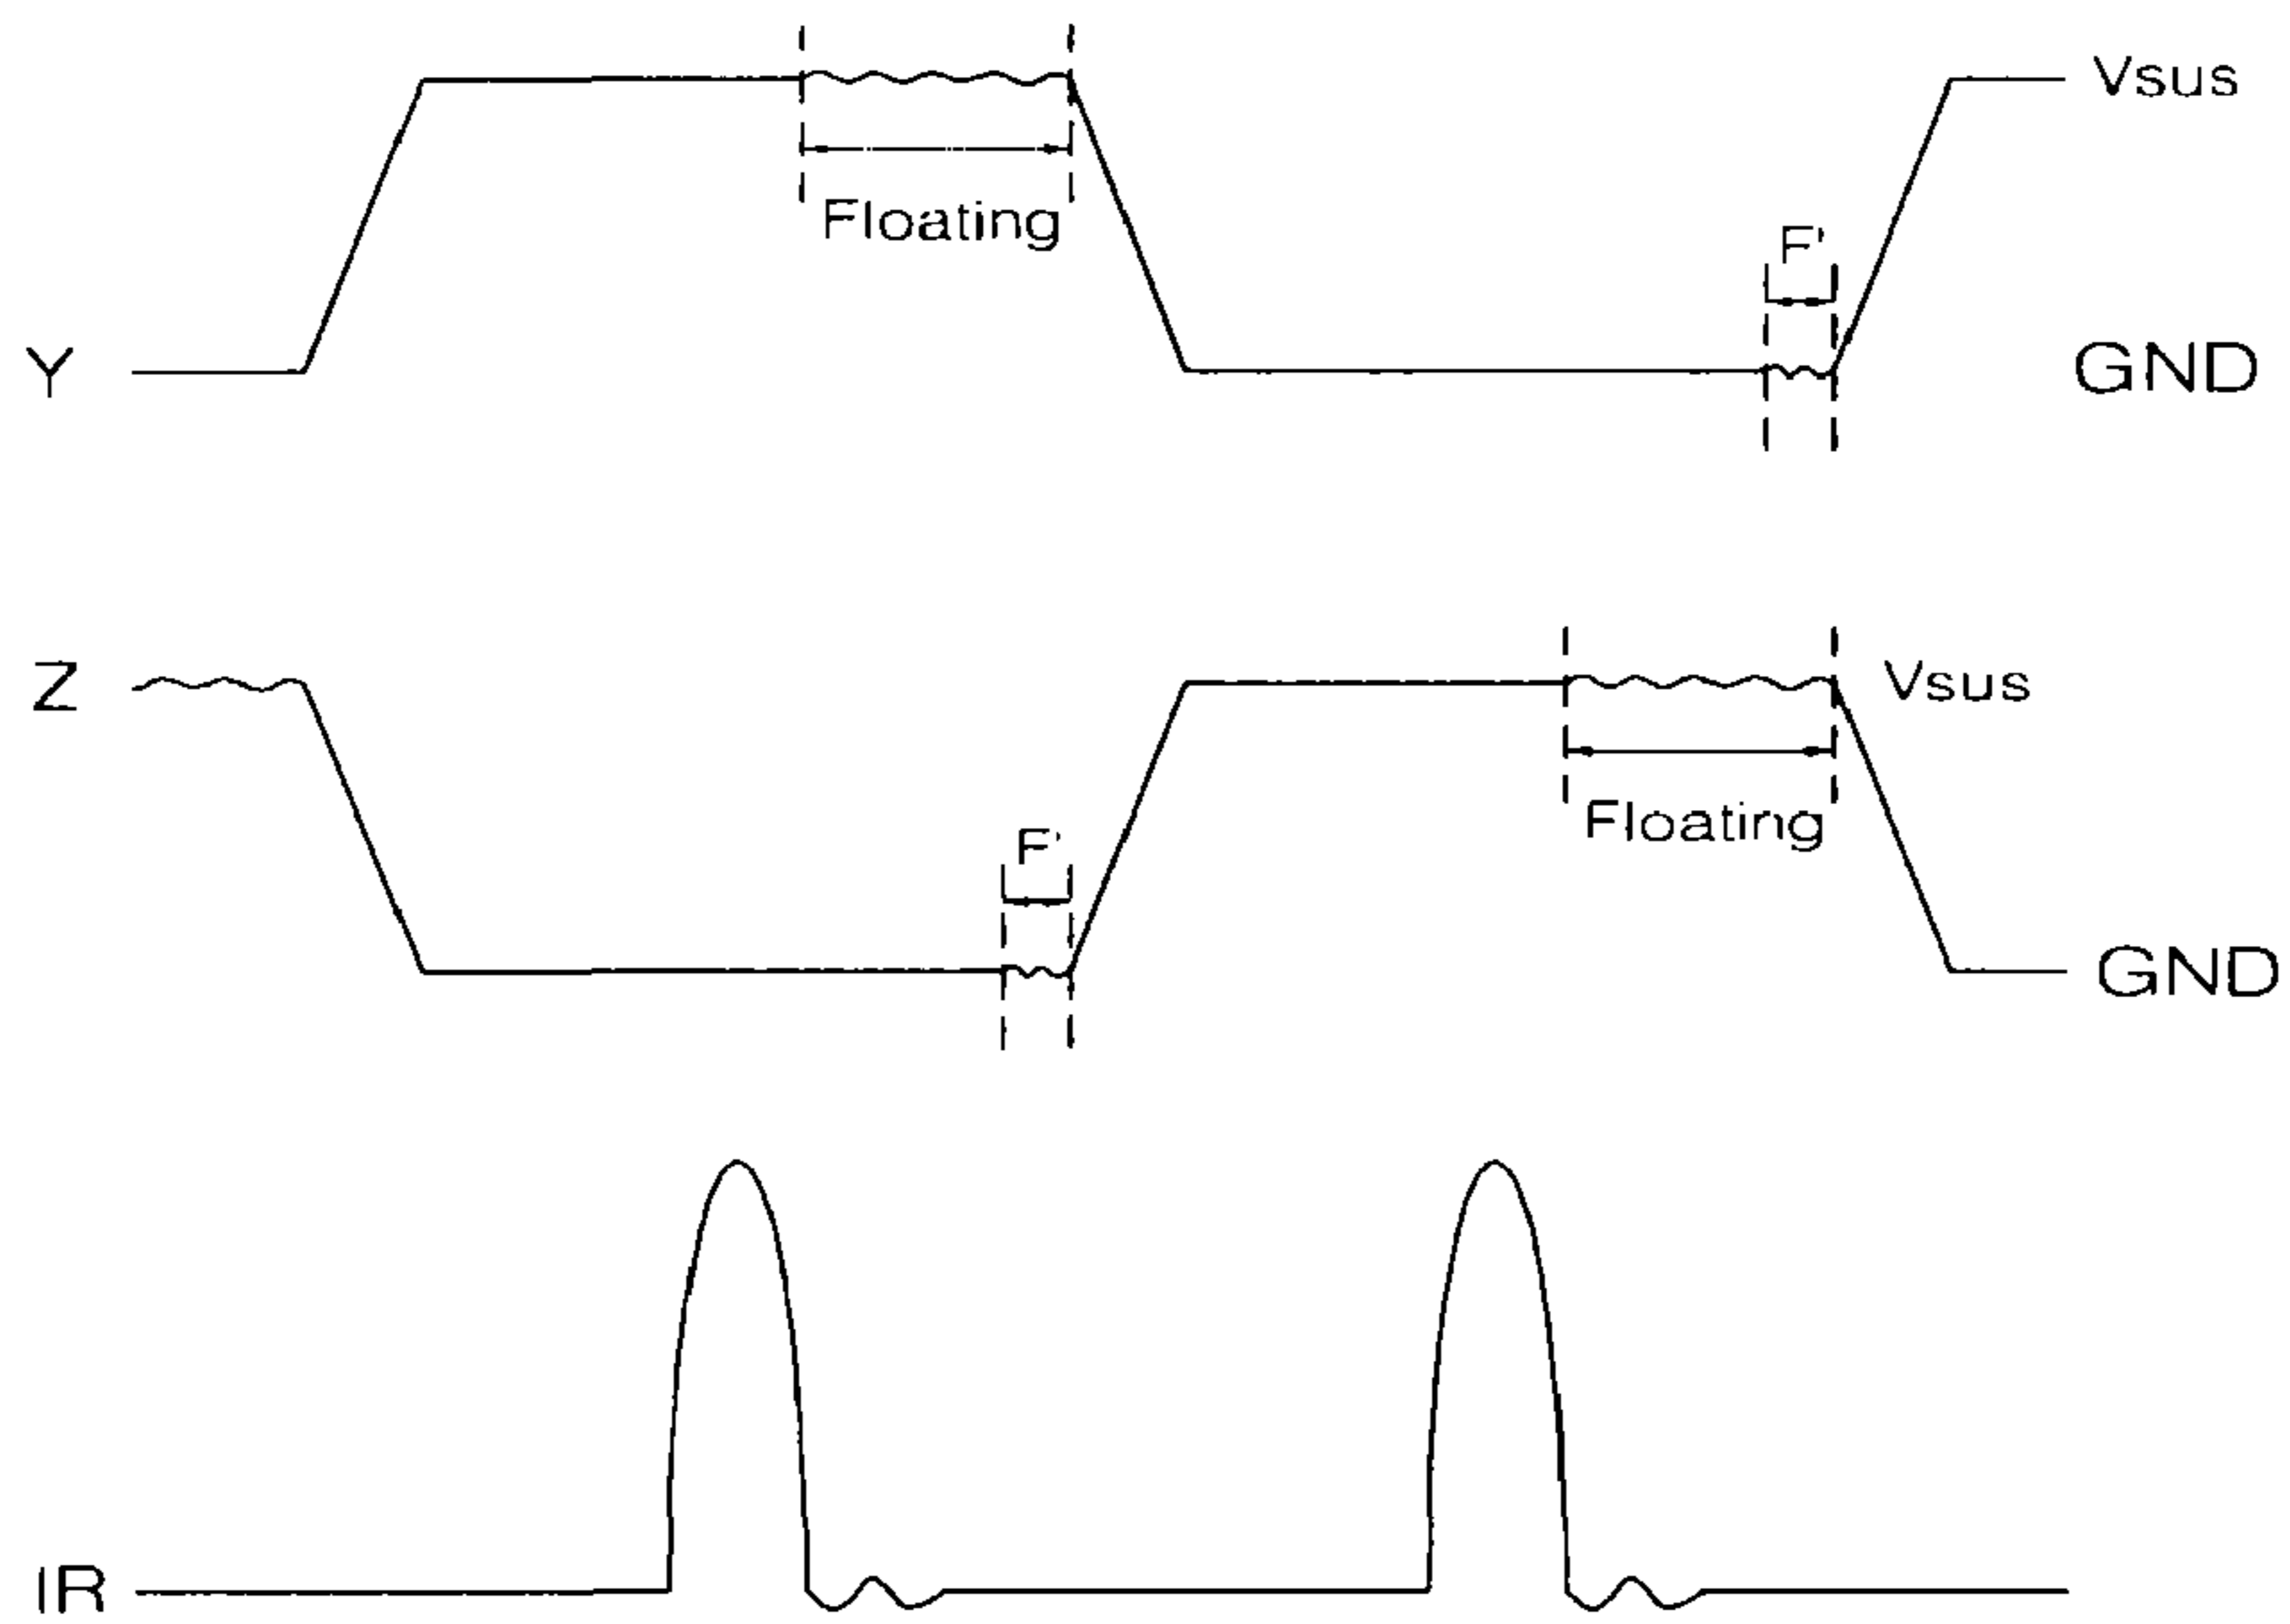 Vsus
Floating
F'
Y
GND
Z
Vsus
Floating
F'
GND
IR